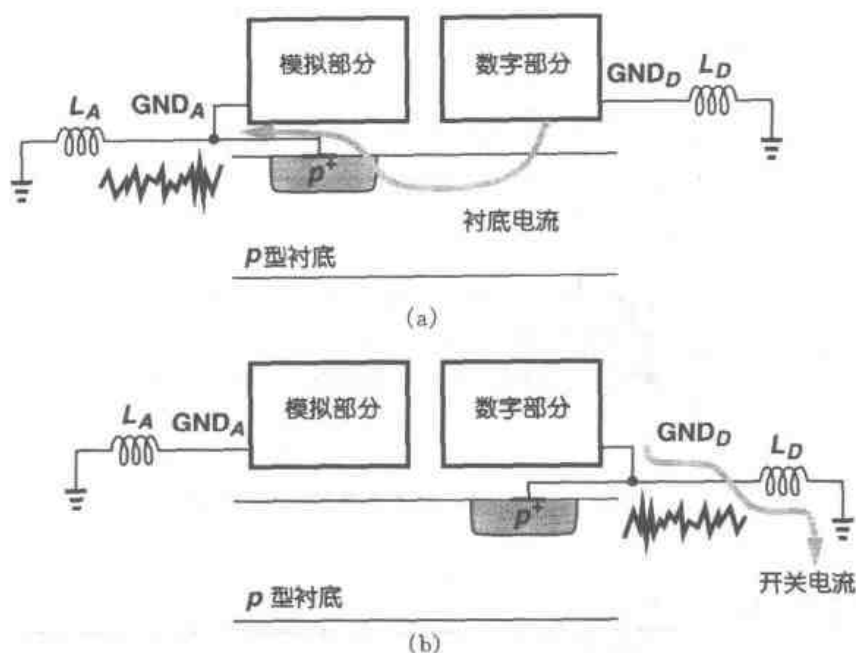 模拟部分
数字部分
L_A
GND_A
GND_D
L_D
p+
衬底电流
p型衬底
(a)
模拟部分
数字部分
L_A
GND_A
GND_D
L_D
p+
开关电流
p 型衬底
(b)